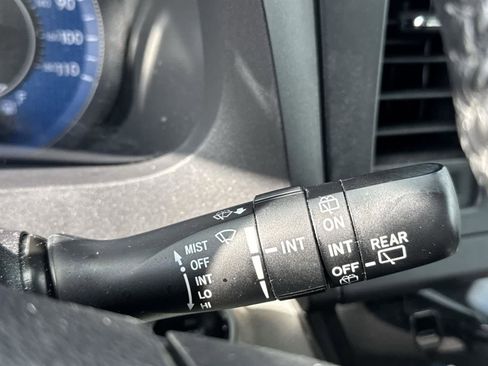 90
100
110
F
MIST
OFF
INT
LO
HI
INT
ON
INT
OFF
REAR